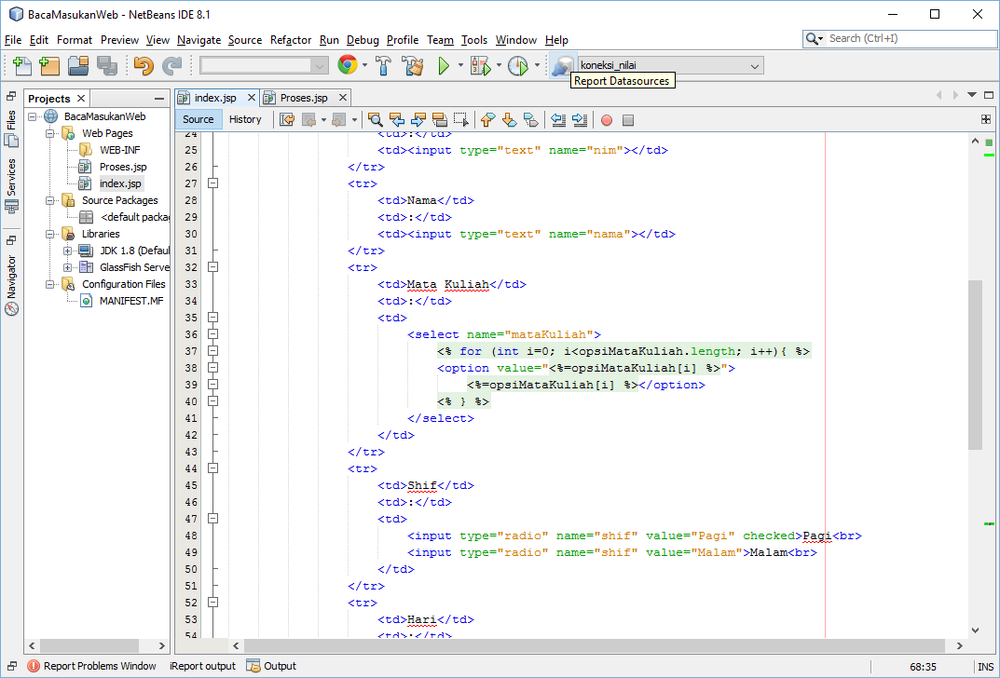 BacaMasukanWeb - NetBeans IDE 8.1
File Edit Format Preview View Navigate Source Refactor Run Debug Profile Team Tools Window Help
Search (Ctrl+I)
koneksi_nilai
Report Datasources
Files
Services
Navigator
Projects
BacaMasukanWeb
Web Pages
WEB-INF
Proses.jsp
index.jsp
Source Packages
<default packag
Libraries
JDK 1.8 (Defaul
GlassFish Serve
Configuration Files
MANIFEST.MF
index.jsp Proses.jsp
Source History
24 <td>:</td>
25 <td><input type="text" name="nim"></td>
26 </tr>
27 <tr>
28 <td>Nama</td>
29 <td>:</td>
30 <td><input type="text" name="nama"></td>
31 </tr>
32 <tr>
33 <td>Mata Kuliah</td>
34 <td>:</td>
35 <td>
36 <select name="mataKuliah">
37 <% for (int i=0; i<opsiMataKuliah.length; i++){ %>
38 <option value="<%=opsiMataKuliah[i] %>">
39 <%=opsiMataKuliah[i] %></option>
40 <% } %>
41 </select>
42 </td>
43 </tr>
44 <tr>
45 <td>Shif</td>
46 <td>:</td>
47 <td>
48 <input type="radio" name="shif" value="Pagi" checked>Pagi<br>
49 <input type="radio" name="shif" value="Malam">Malam<br>
50 </td>
51 </tr>
52 <tr>
53 <td>Hari</td>
54 <td>:</td>
Report Problems Window iReport output Output
68:35 INS